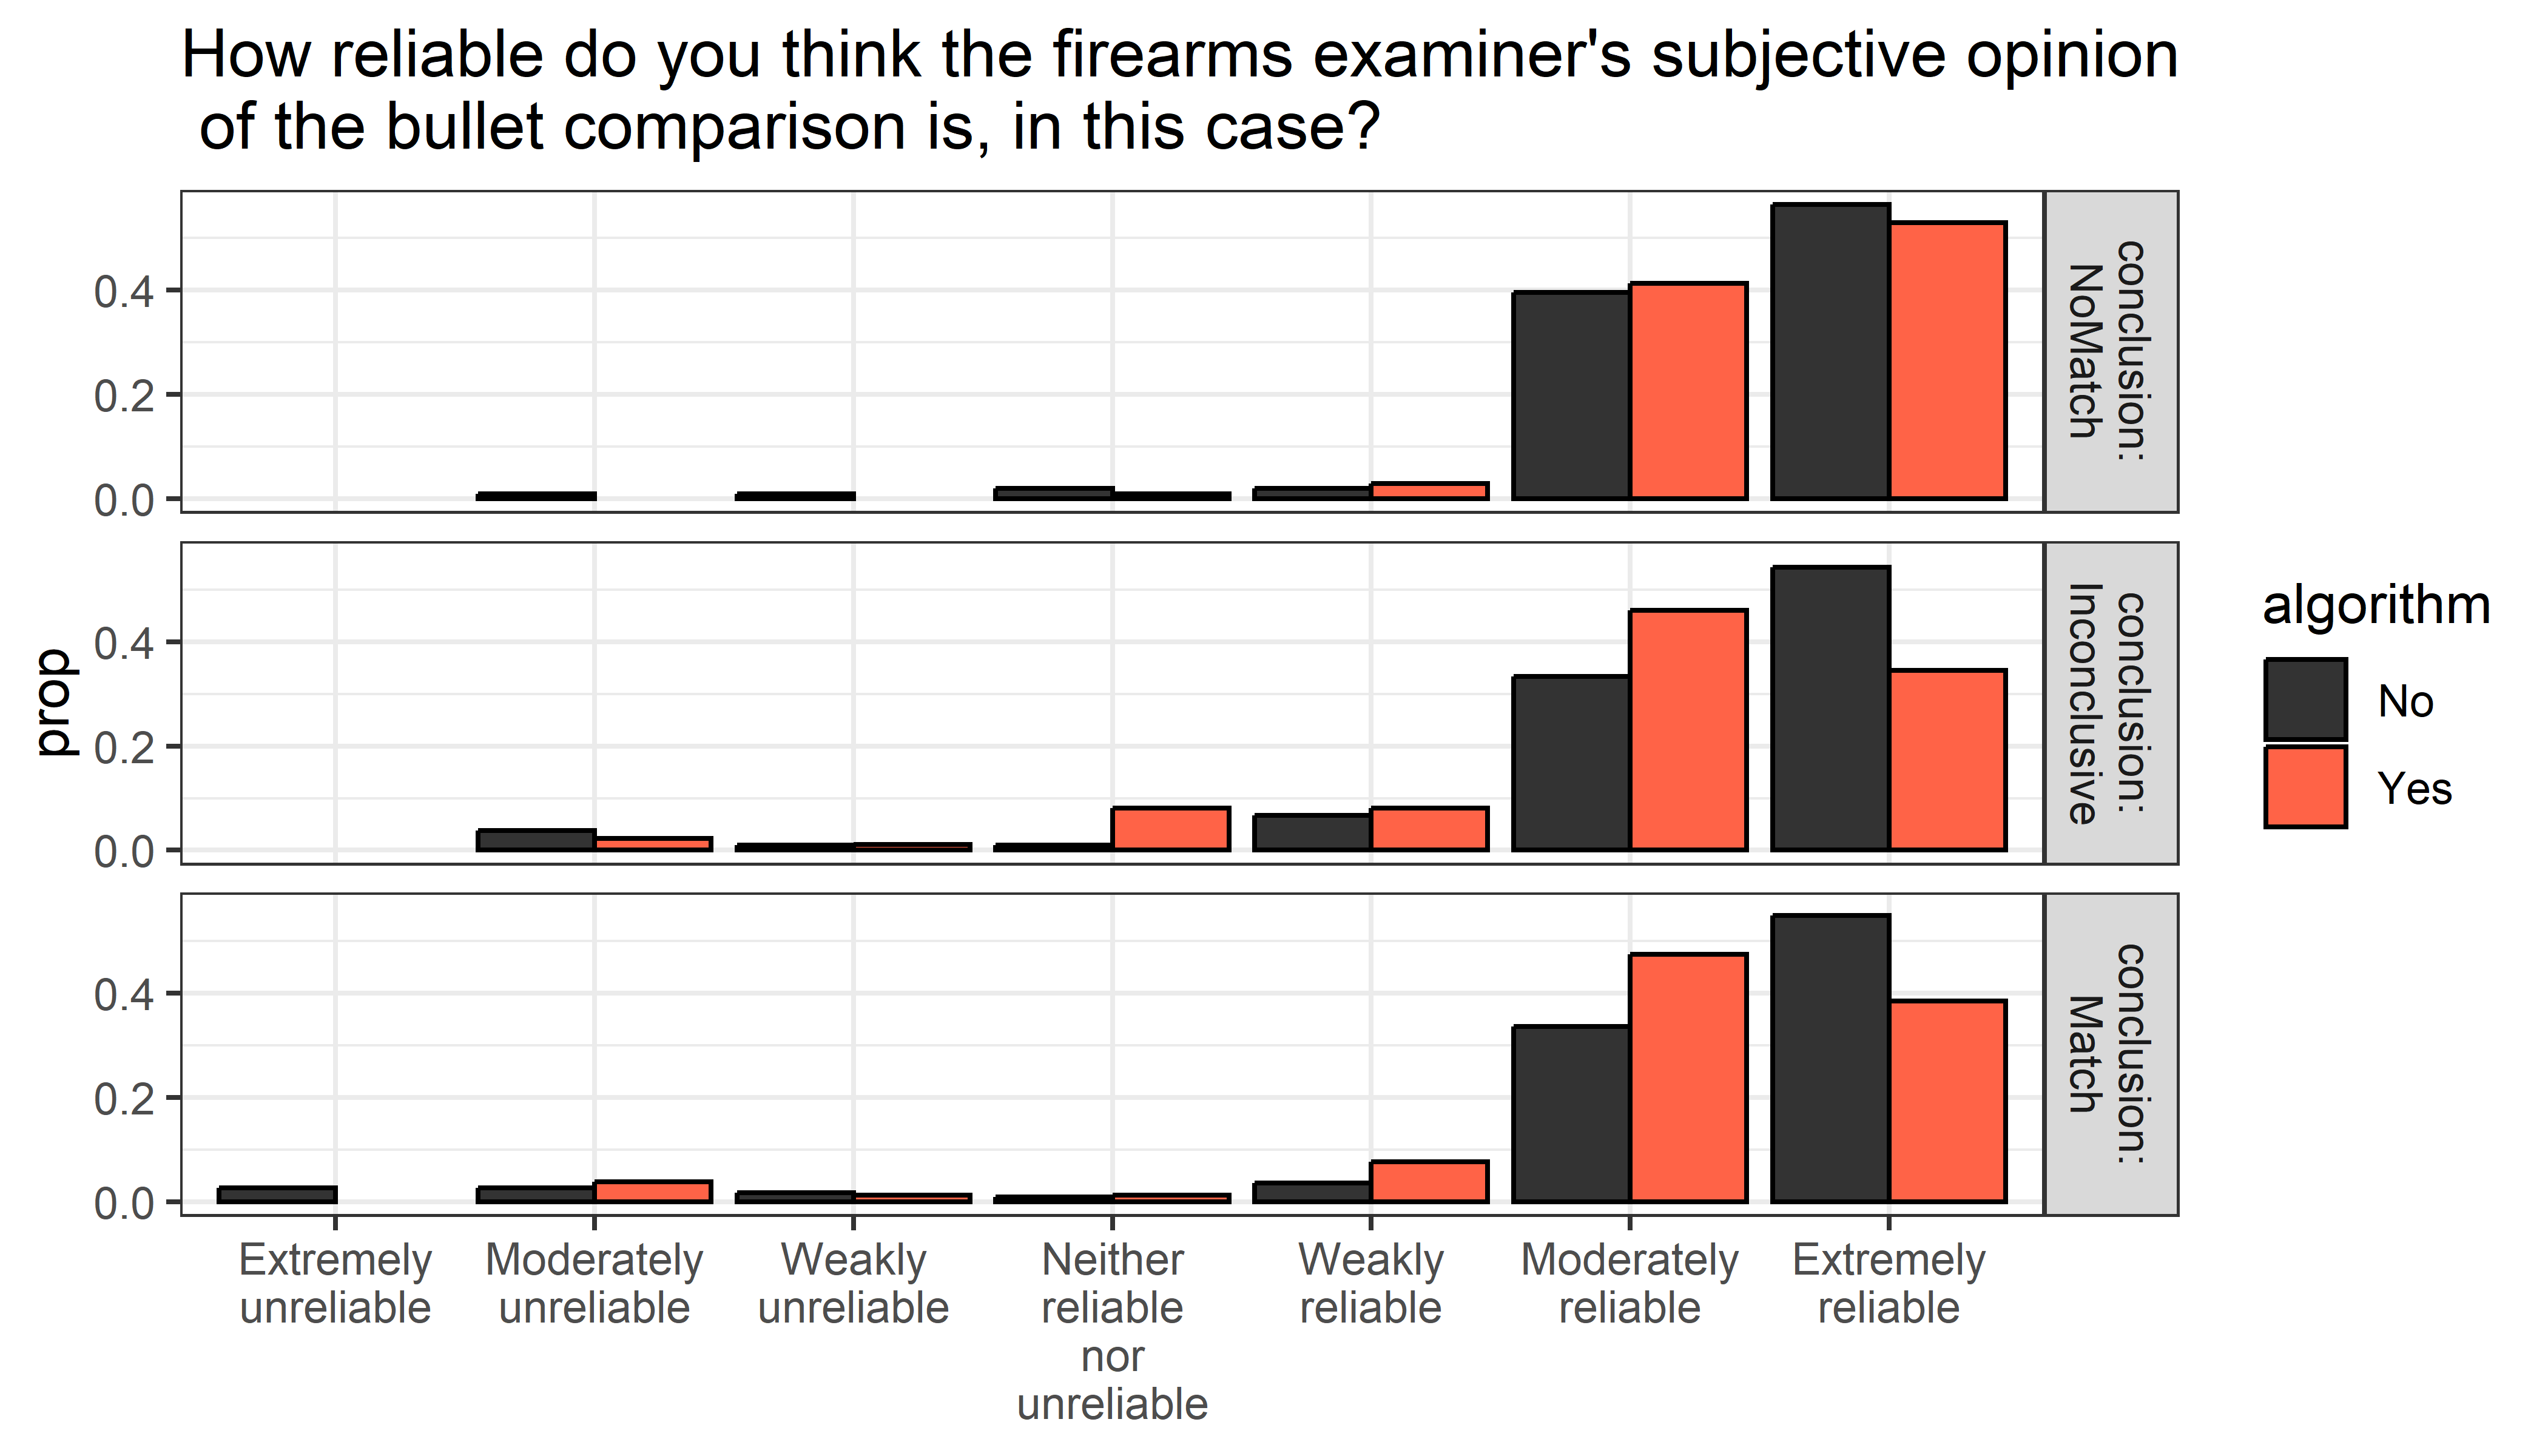 How reliable do you think the firearms examiner's subjective opinion
of the bullet comparison is, in this case?
0.4
0.2
0.0
conclusion:
NoMatch
prop
0.4
0.2
0.0
conclusion:
Inconclusive
0.4
0.2
0.0
conclusion:
Match
Extremely
unreliable
Moderately
unreliable
Weakly
unreliable
Neither
reliable
nor
unreliable
Weakly
reliable
Moderately
reliable
Extremely
reliable
algorithm
No
Yes